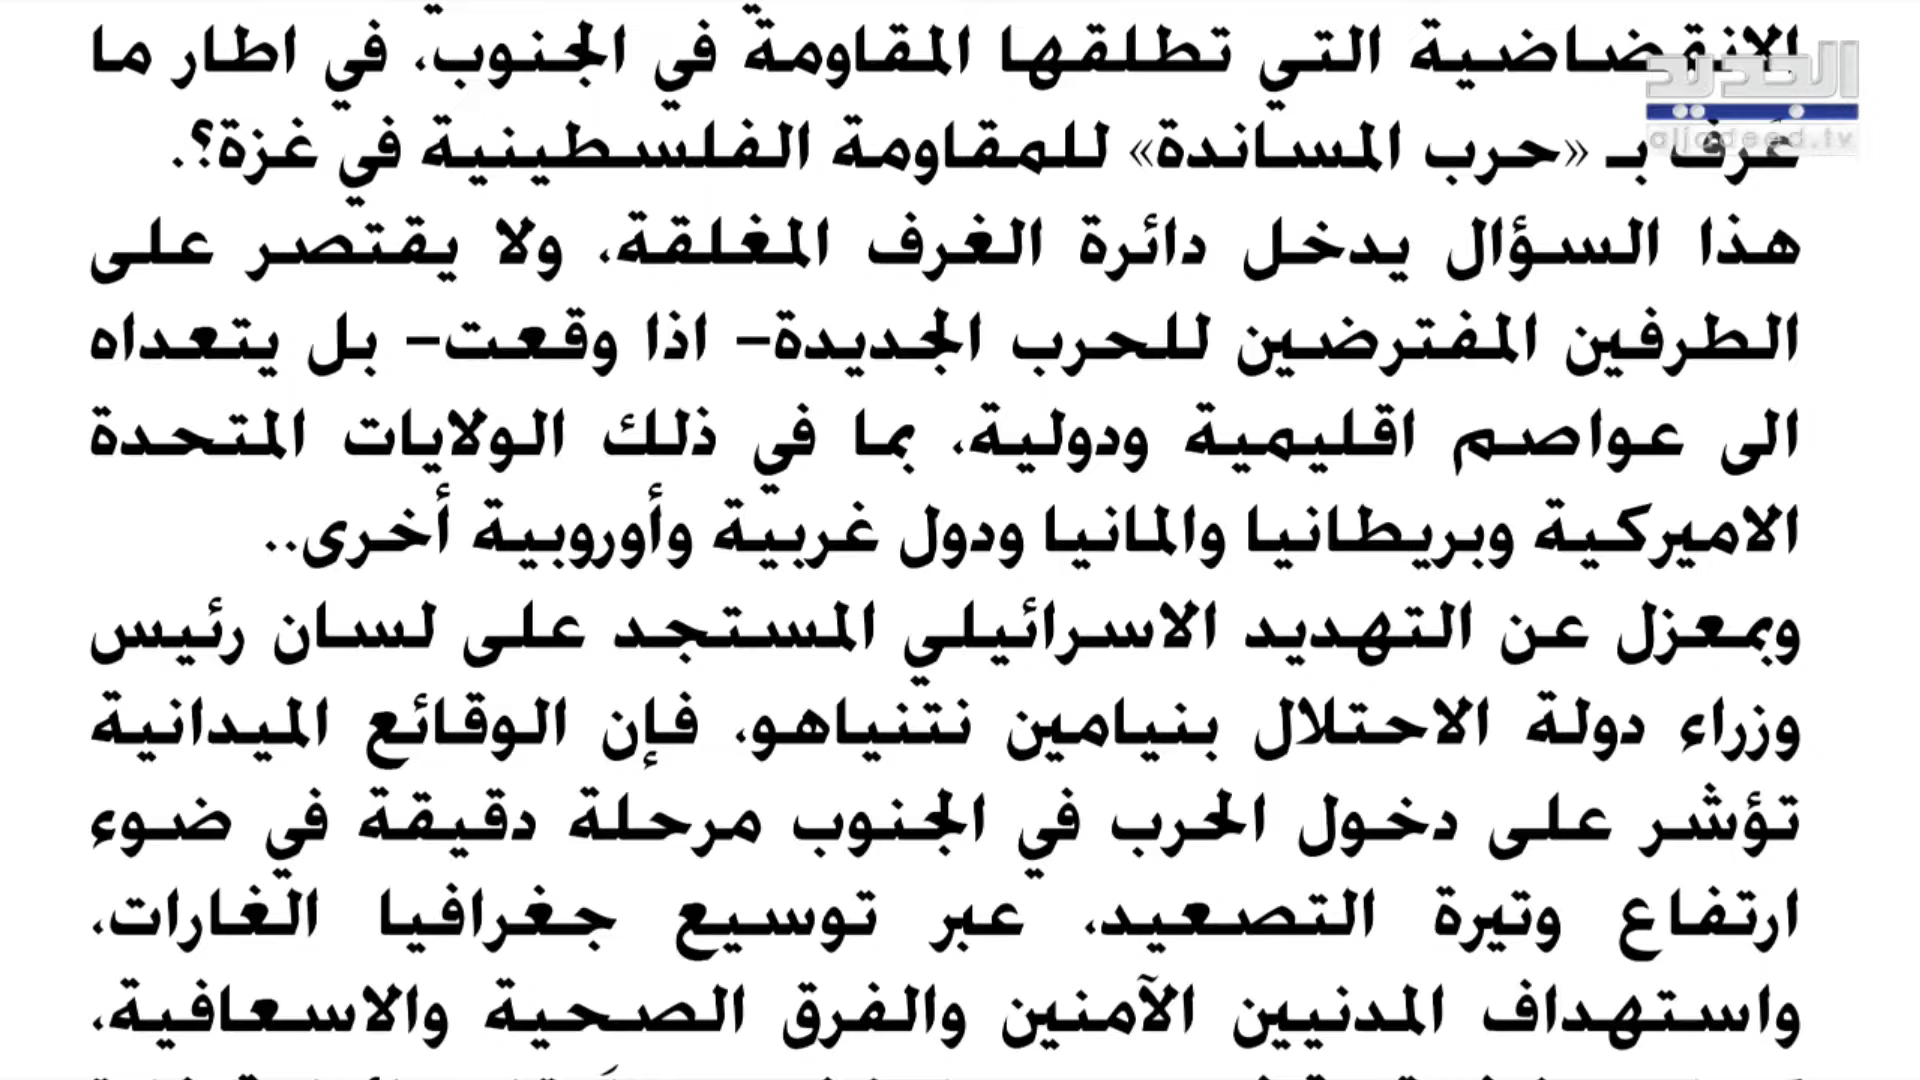 الانقضاضية التي تطلقها المقاومة في الجنوب، في اطار ما
عُرف بـ «حرب المساندة» للمقاومة الفلسطينية في غزة؟.
هذا السؤال يدخل دائرة الغرف المغلقة، ولا يقتصر على
الطرفين المفترضين للحرب الجديدة– اذا وقعت– بل يتعداه
الى عواصم اقليمية ودولية، بما في ذلك الولايات المتحدة
الاميركية وبريطانيا والمانيا ودول غربية وأوروبية أخرى..
وبمعزل عن التهديد الاسرائيلي المستجد على لسان رئيس
وزراء دولة الاحتلال بنيامين نتنياهو، فإن الوقائع الميدانية
تؤشر على دخول الحرب في الجنوب مرحلة دقيقة في ضوء
ارتفاع وتيرة التصعيد، عبر توسيع جغرافيا الغارات،
واستهداف المدنيين الآمنين والفرق الصحية والاسعافية،
الجديد
aljadeed.tv